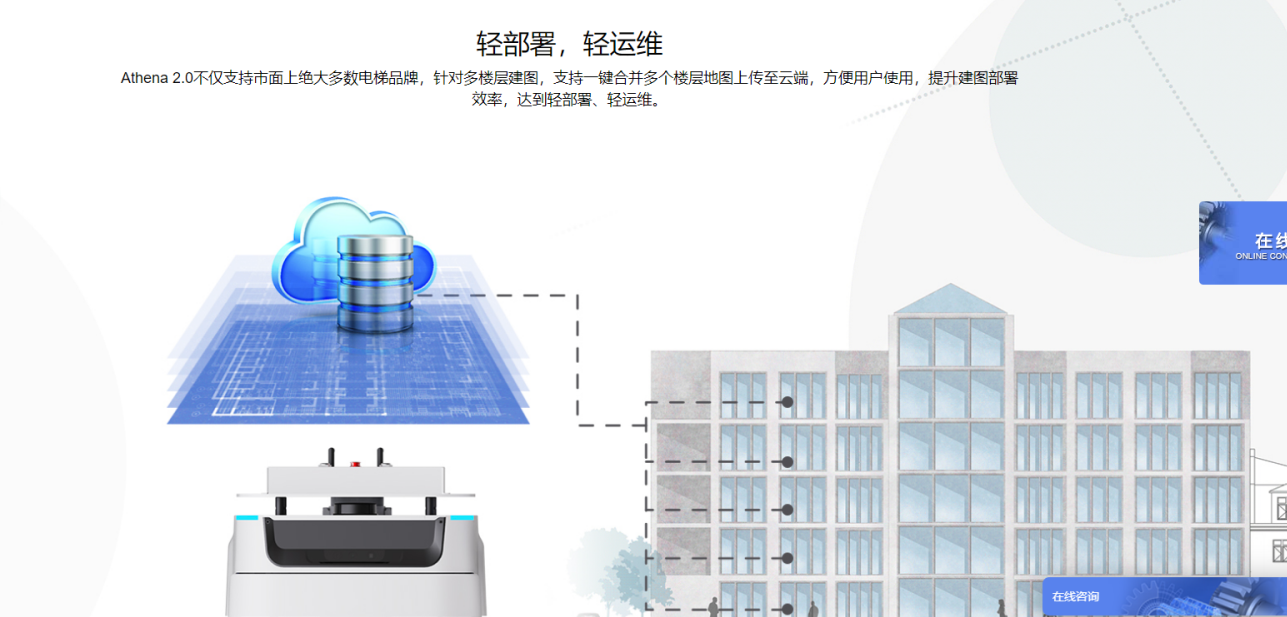 轻部署，轻运维
Athena 2.0不仅支持市面上绝大多数电梯品牌，针对多楼层建图，支持一键合并多个楼层地图上传至云端，方便用户使用，提升建图部署
效率，达到轻部署、轻运维。
在线
ONLINE CON
在线咨询